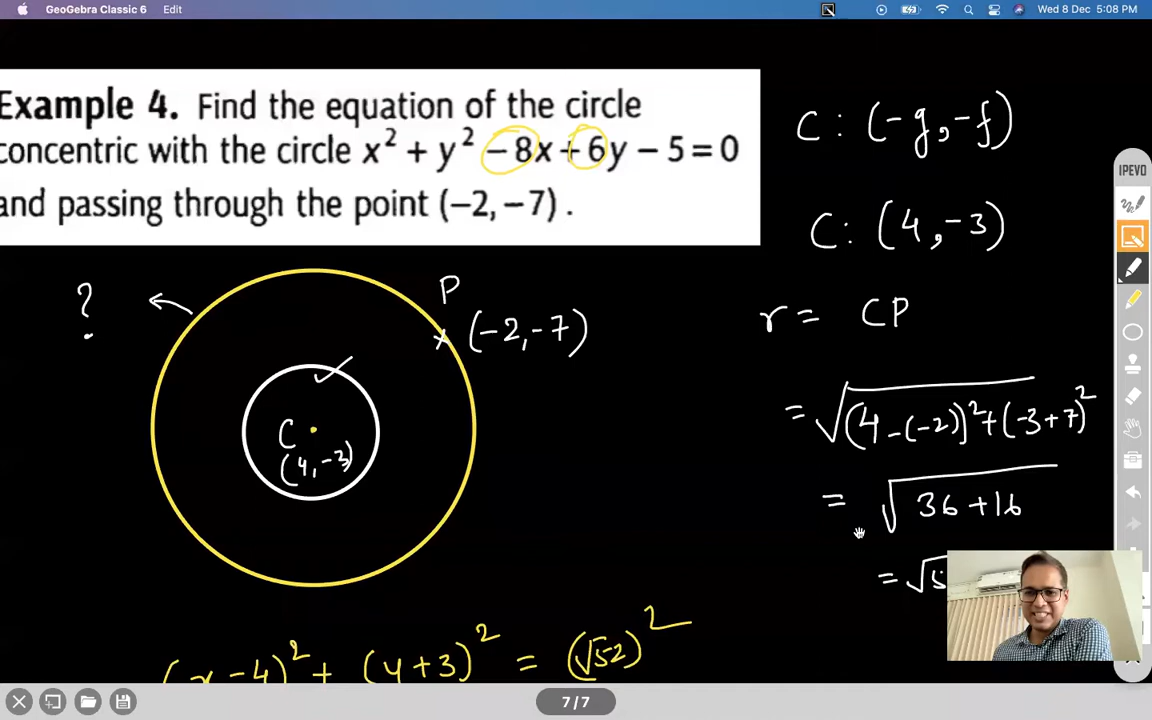 GeoGebra Classic 6 Edit
Wed 8 Dec 5:08 PM
Example 4. Find the equation of the circle
concentric with the circle x² + y² − 8x + 6y − 5 = 0
and passing through the point (−2, −7) .
C : (-g, -f)
C : (4, -3)
r = CP
= √((4 - (-2))² + (-3 + 7)²)
= √(36 + 16)
= √5
?
P
(-2, -7)
C
(4, -3)
(x - 4)² + (y + 3)² = (√52)²
IPEVO
7 / 7